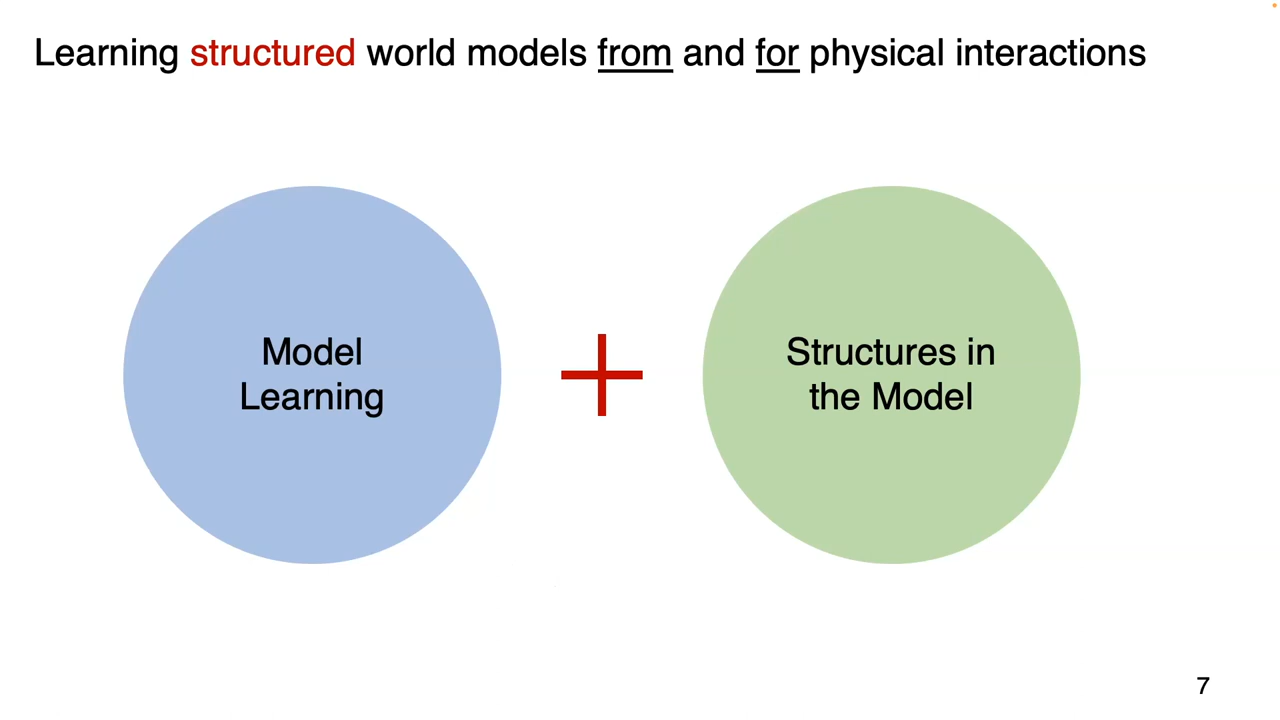 Learning structured world models from and for physical interactions
Model
Learning
Structures in
the Model
7